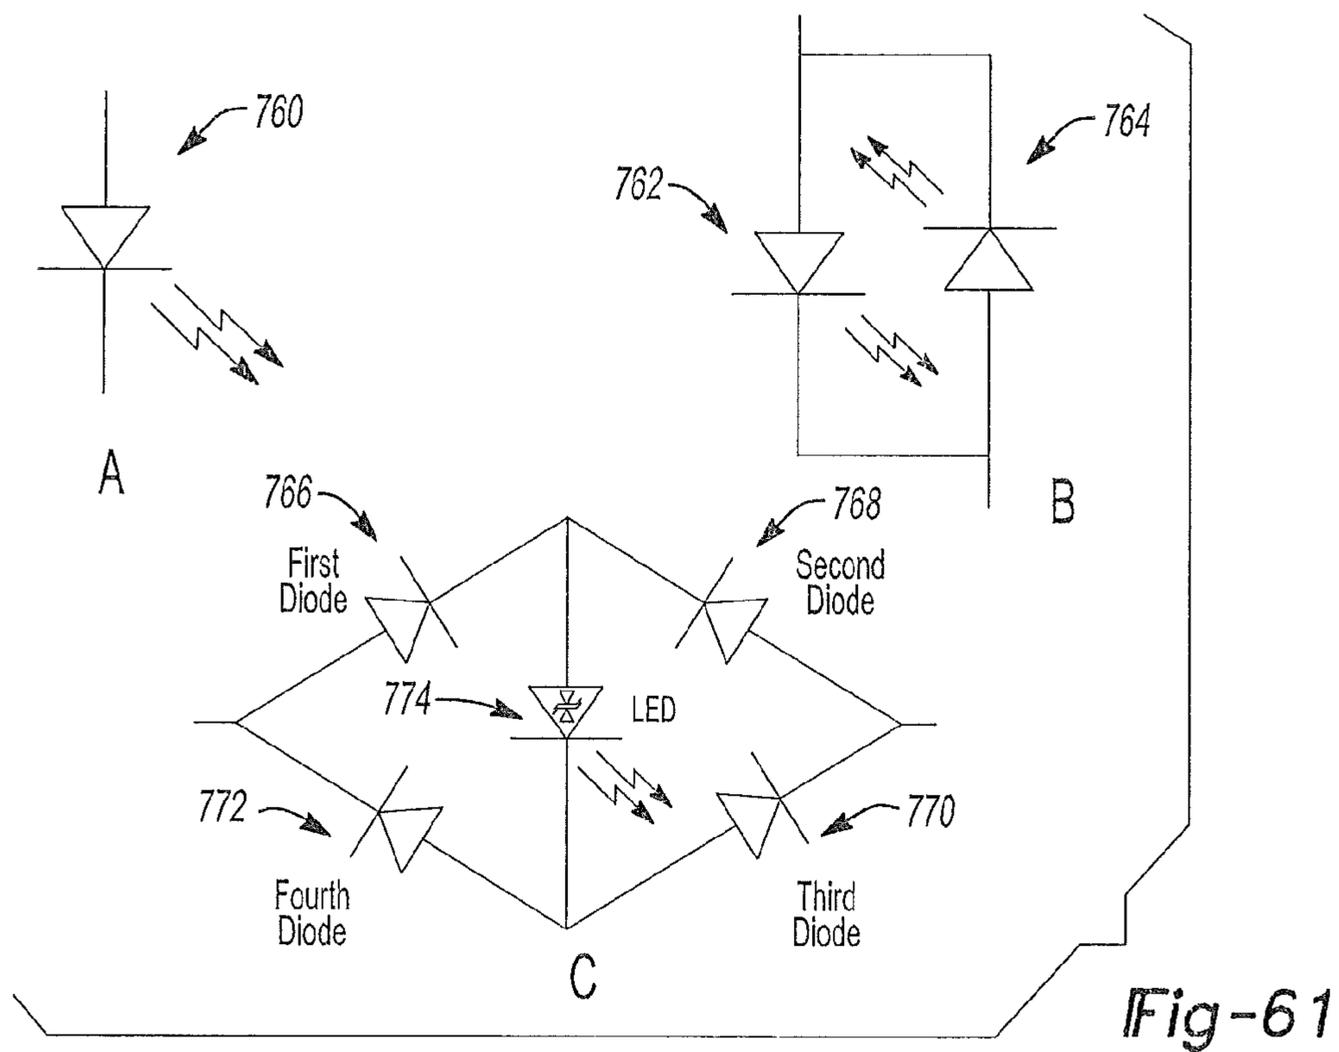 760
764
762
A
B
766
768
First
Diode
Second
Diode
774
LED
772
770
Fourth
Diode
Third
Diode
C
Fig-61